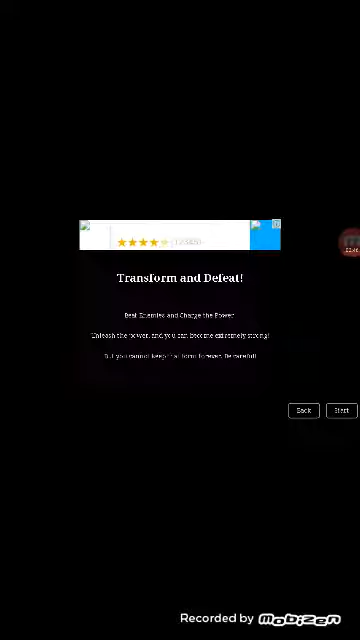 Transform and Defeat!
Beat Enemies and Charge the Power.
Unleash the power, and you can become extremely strong!
But you cannot keep that form forever. Be careful!
Back
Start
Recorded by MOBIZEN